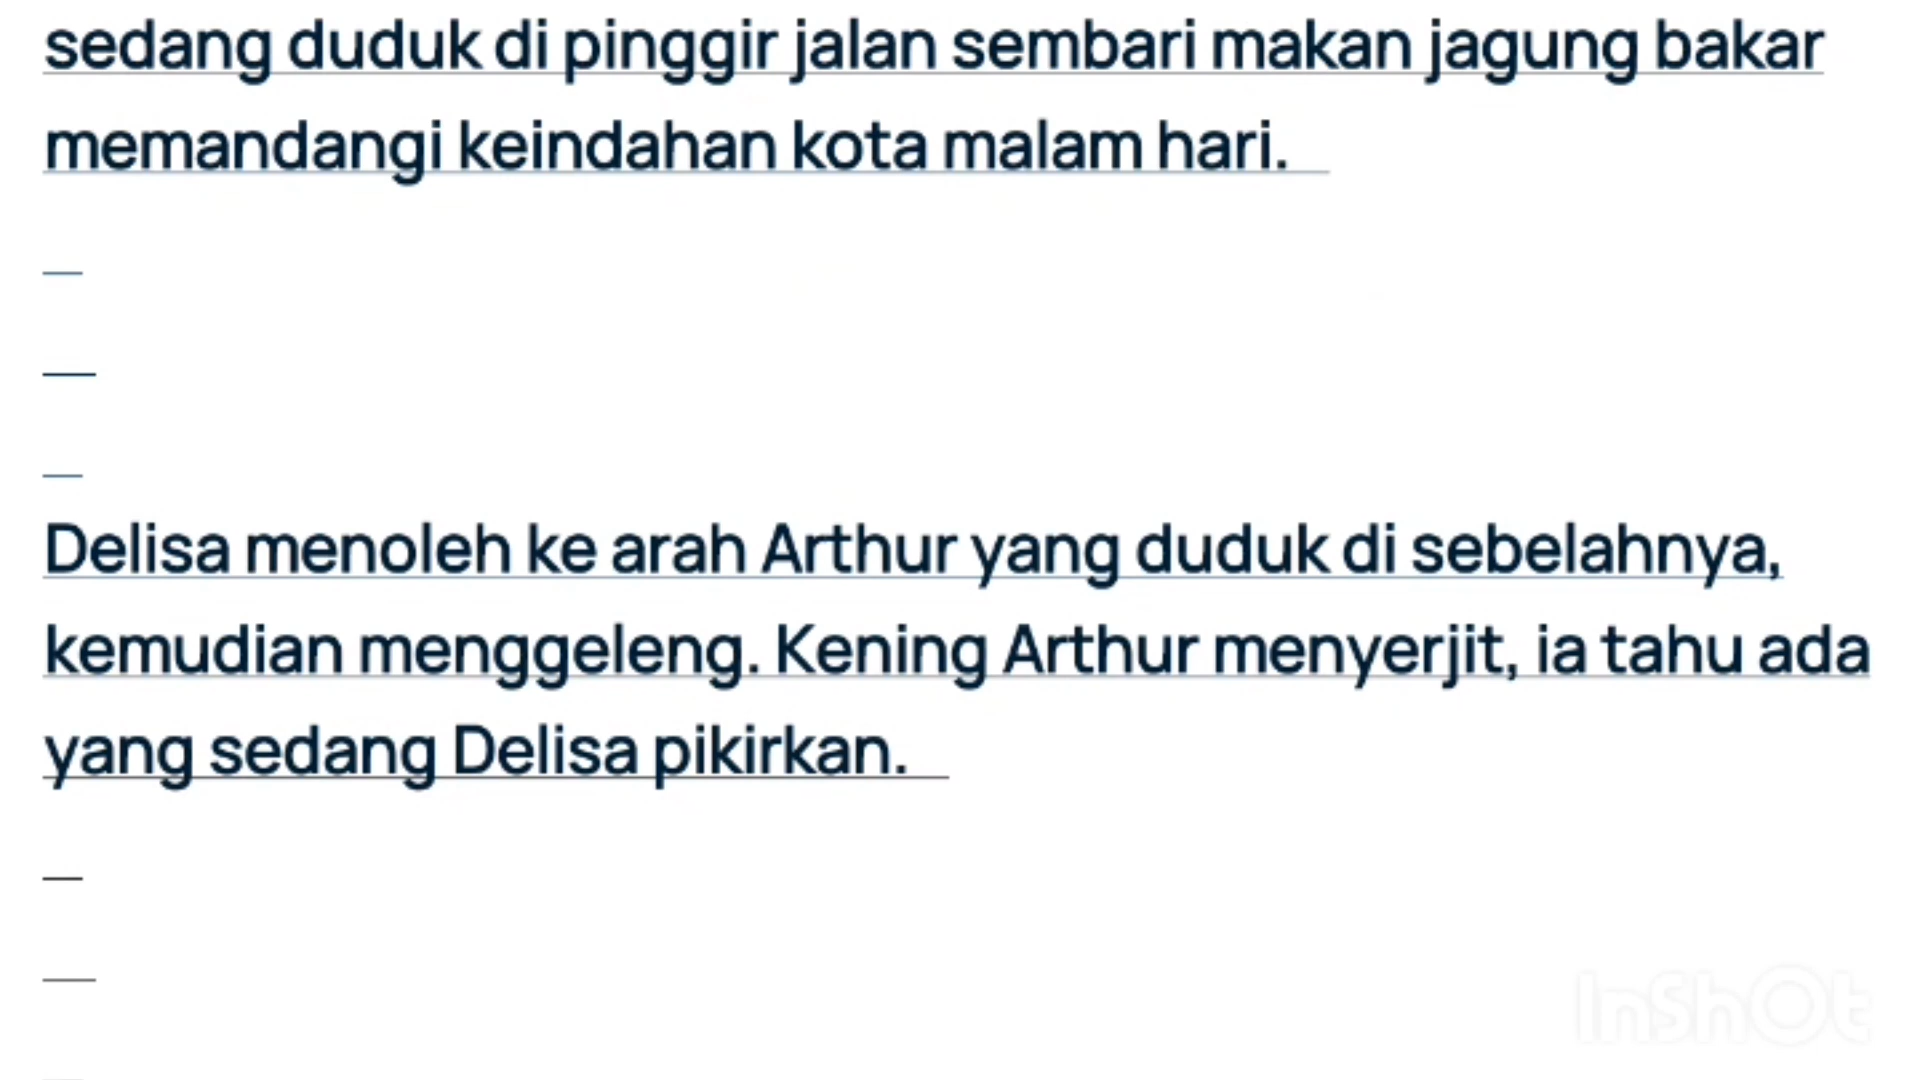 sedang duduk di pinggir jalan sembari makan jagung bakar
memandangi keindahan kota malam hari.
Delisa menoleh ke arah Arthur yang duduk di sebelahnya,
kemudian menggeleng. Kening Arthur menyerjit, ia tahu ada
yang sedang Delisa pikirkan.
InShOt